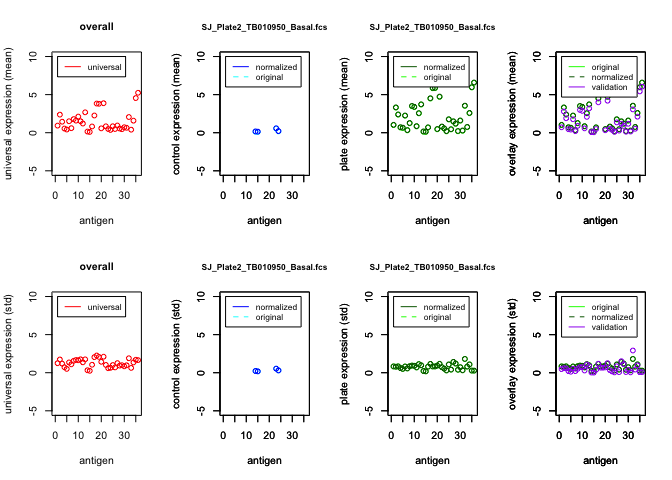 overall
universal expression (mean)
10
5
0
-5
universal
0 10 20 30
antigen
SJ_Plate2_TB010950_Basal.fcs
control expression (mean)
10
5
0
-5
normalized
original
0 10 20 30
antigen
SJ_Plate2_TB010950_Basal.fcs
plate expression (mean)
10
5
0
-5
normalized
original
0 10 20 30
antigen
overlay expression (mean)
10
5
0
-5
original
normalized
validation
0 10 20 30
antigen
overall
universal expression (std)
10
5
0
-5
universal
0 10 20 30
antigen
SJ_Plate2_TB010950_Basal.fcs
control expression (std)
10
5
0
-5
normalized
original
0 10 20 30
antigen
SJ_Plate2_TB010950_Basal.fcs
plate expression (std)
10
5
0
-5
normalized
original
0 10 20 30
antigen
overlay expression (std)
10
5
0
-5
original
normalized
validation
0 10 20 30
antigen